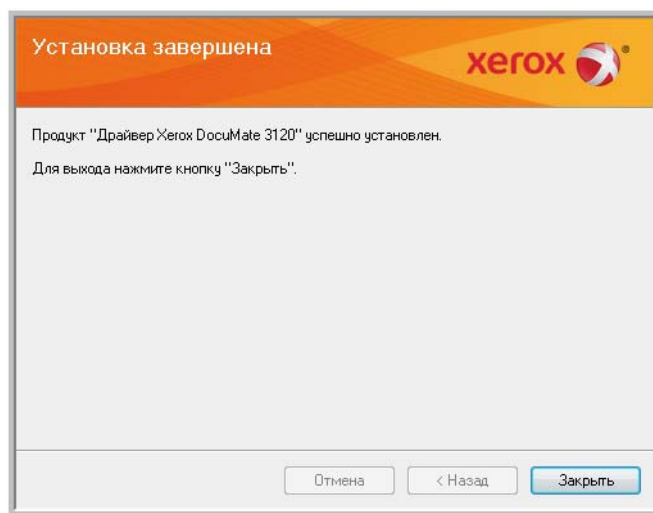 Установка завершена
xerox
Продукт "Драйвер Xerox DocuMate 3120" успешно установлен.
Для выхода нажмите кнопку "Закрыть".
Отмена
< Назад
Закрыть